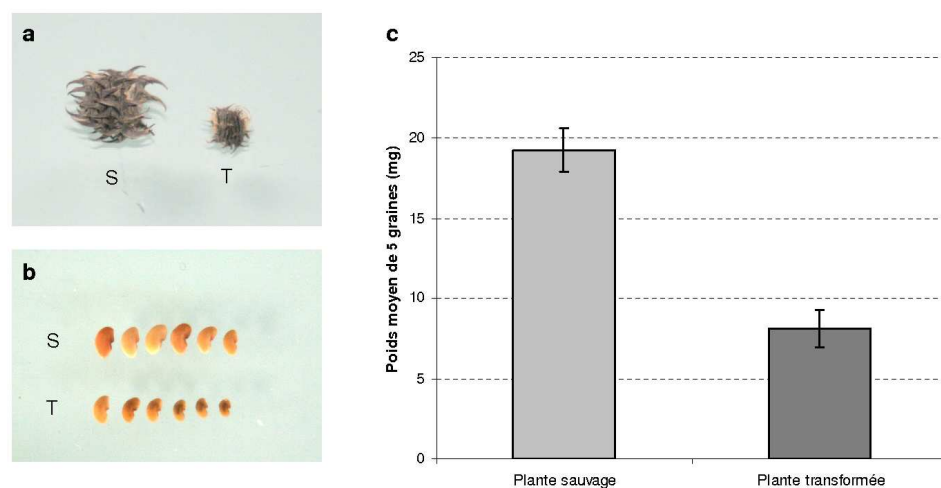 a
S T
b
S
T
c
Poids moyen de 5 graines (mg)
25
20
15
10
5
0
Plante sauvage Plante transformée